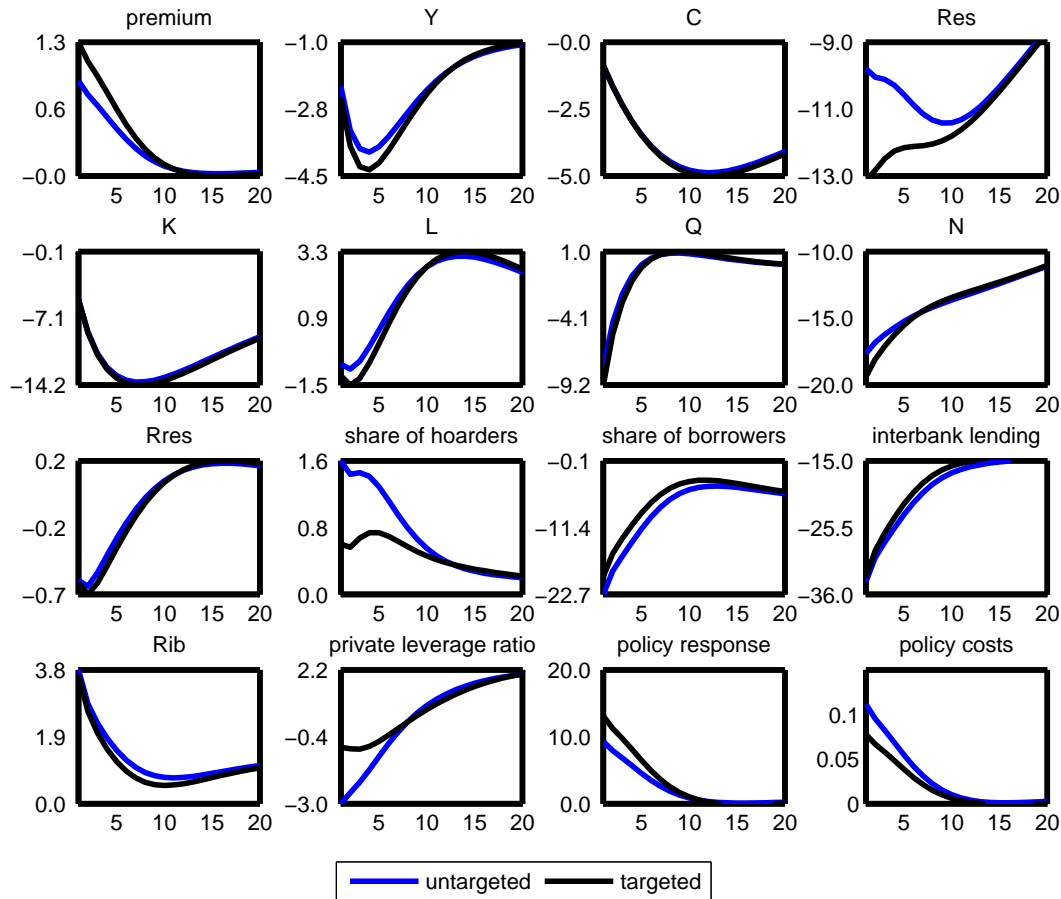 premium Y C Res
1.3 0.6 −0.0 −1.0 −2.8 −4.5 −0.0 −2.5 −5.0 −9.0 −11.0 −13.0
5 10 15 20 5 10 15 20 5 10 15 20 5 10 15 20
K L Q N
−0.1 −7.1 −14.2 3.3 0.9 −1.5 1.0 −4.1 −9.2 −10.0 −15.0 −20.0
5 10 15 20 5 10 15 20 5 10 15 20 5 10 15 20
Rres share of hoarders share of borrowers interbank lending
0.2 −0.2 −0.7 1.6 0.8 0.0 −0.1 −11.4 −22.7 −15.0 −25.5 −36.0
5 10 15 20 5 10 15 20 5 10 15 20 5 10 15 20
Rib private leverage ratio policy response policy costs
3.8 1.9 0.0 2.2 −0.4 −3.0 20.0 10.0 0.0 0.1 0.05 0
5 10 15 20 5 10 15 20 5 10 15 20 5 10 15 20
untargeted targeted